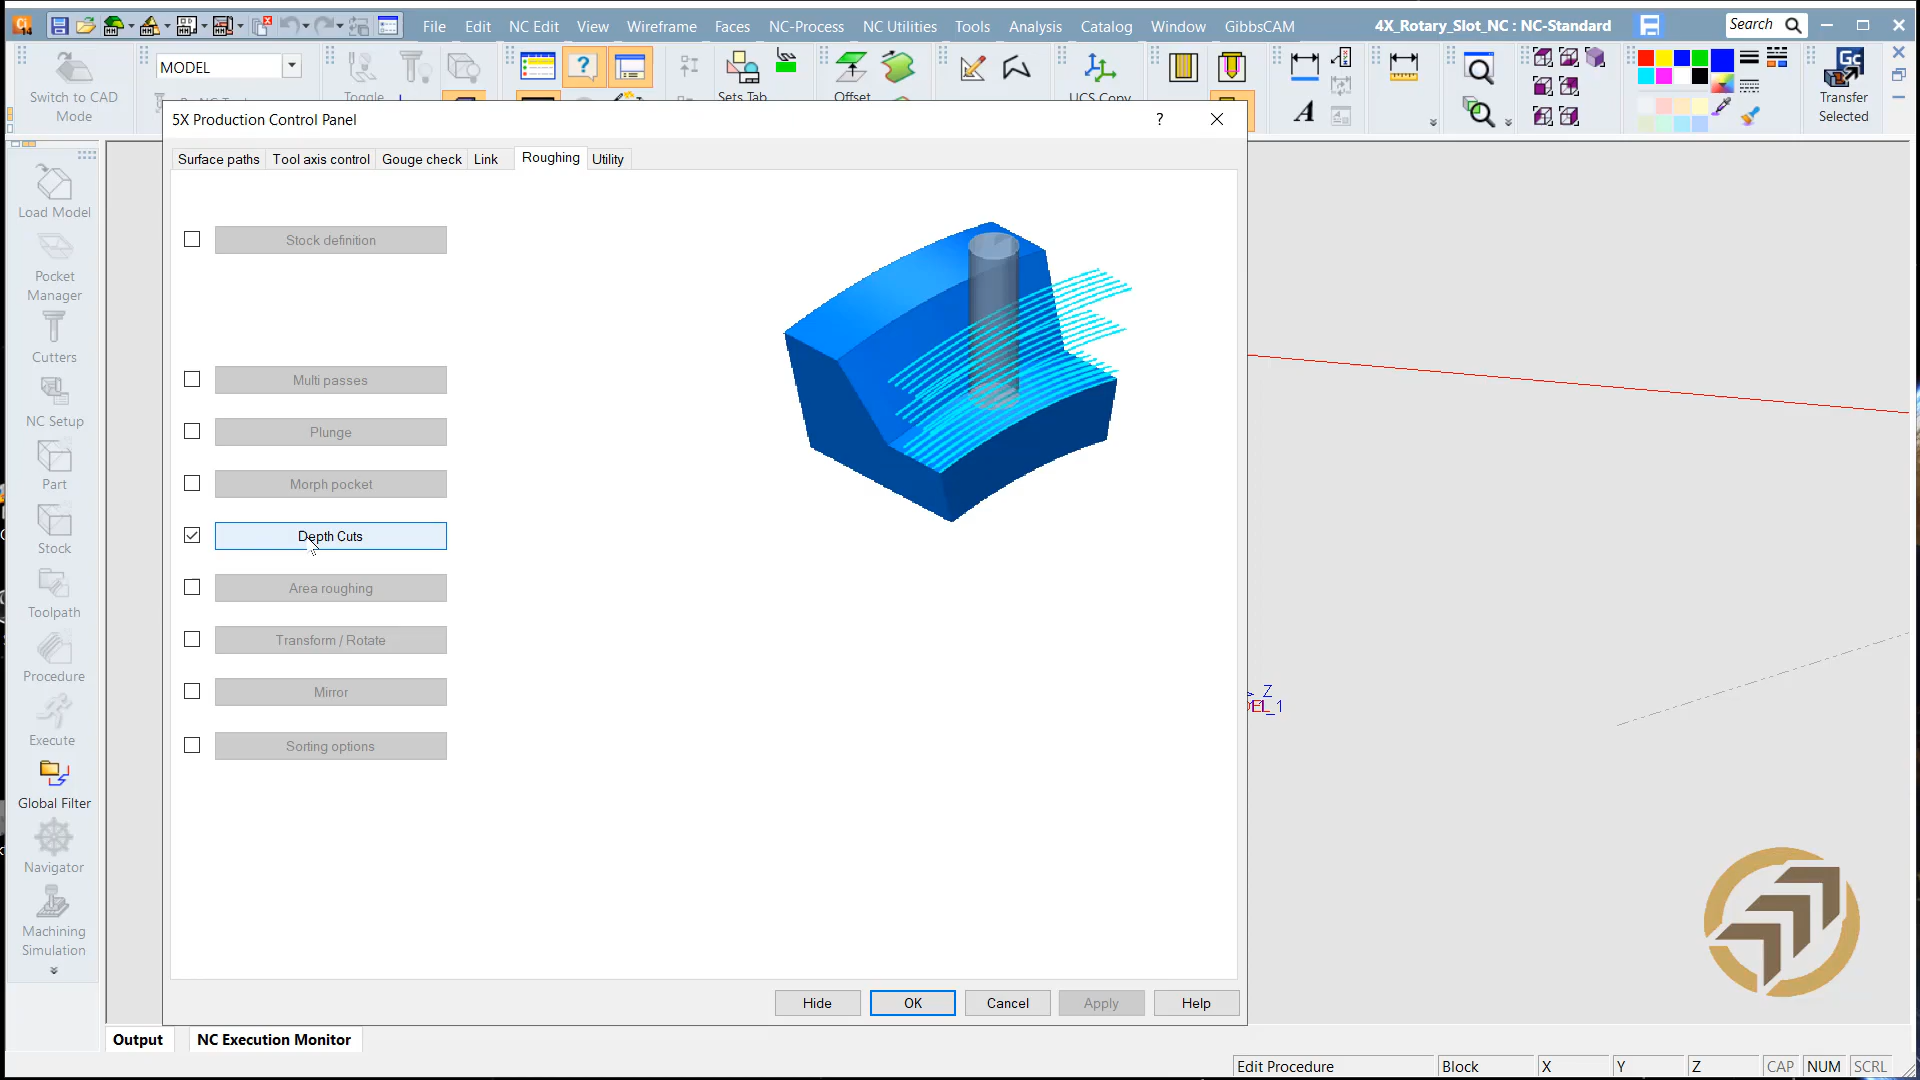 File Edit NC Edit View Wireframe Faces NC-Process NC Utilities Tools Analysis Catalog Window GibbsCAM 4X_Rotary_Slot_NC : NC-Standard Search
Switch to CAD
Mode
MODEL
Toggle
Sets Tab
Offset
UCS Copy
A
Gc
Transfer
Selected
5X Production Control Panel
?
Surface paths Tool axis control Gouge check Link Roughing Utility
Stock definition
Multi passes
Plunge
Morph pocket
Depth Cuts
Area roughing
Transform / Rotate
Mirror
Sorting options
Hide OK Cancel Apply Help
Load Model
Pocket
Manager
Cutters
NC Setup
Part
Stock
Toolpath
Procedure
Execute
Global Filter
Navigator
Machining
Simulation
Z
EL_1
Output NC Execution Monitor
Edit Procedure Block X Y Z CAP NUM SCRL